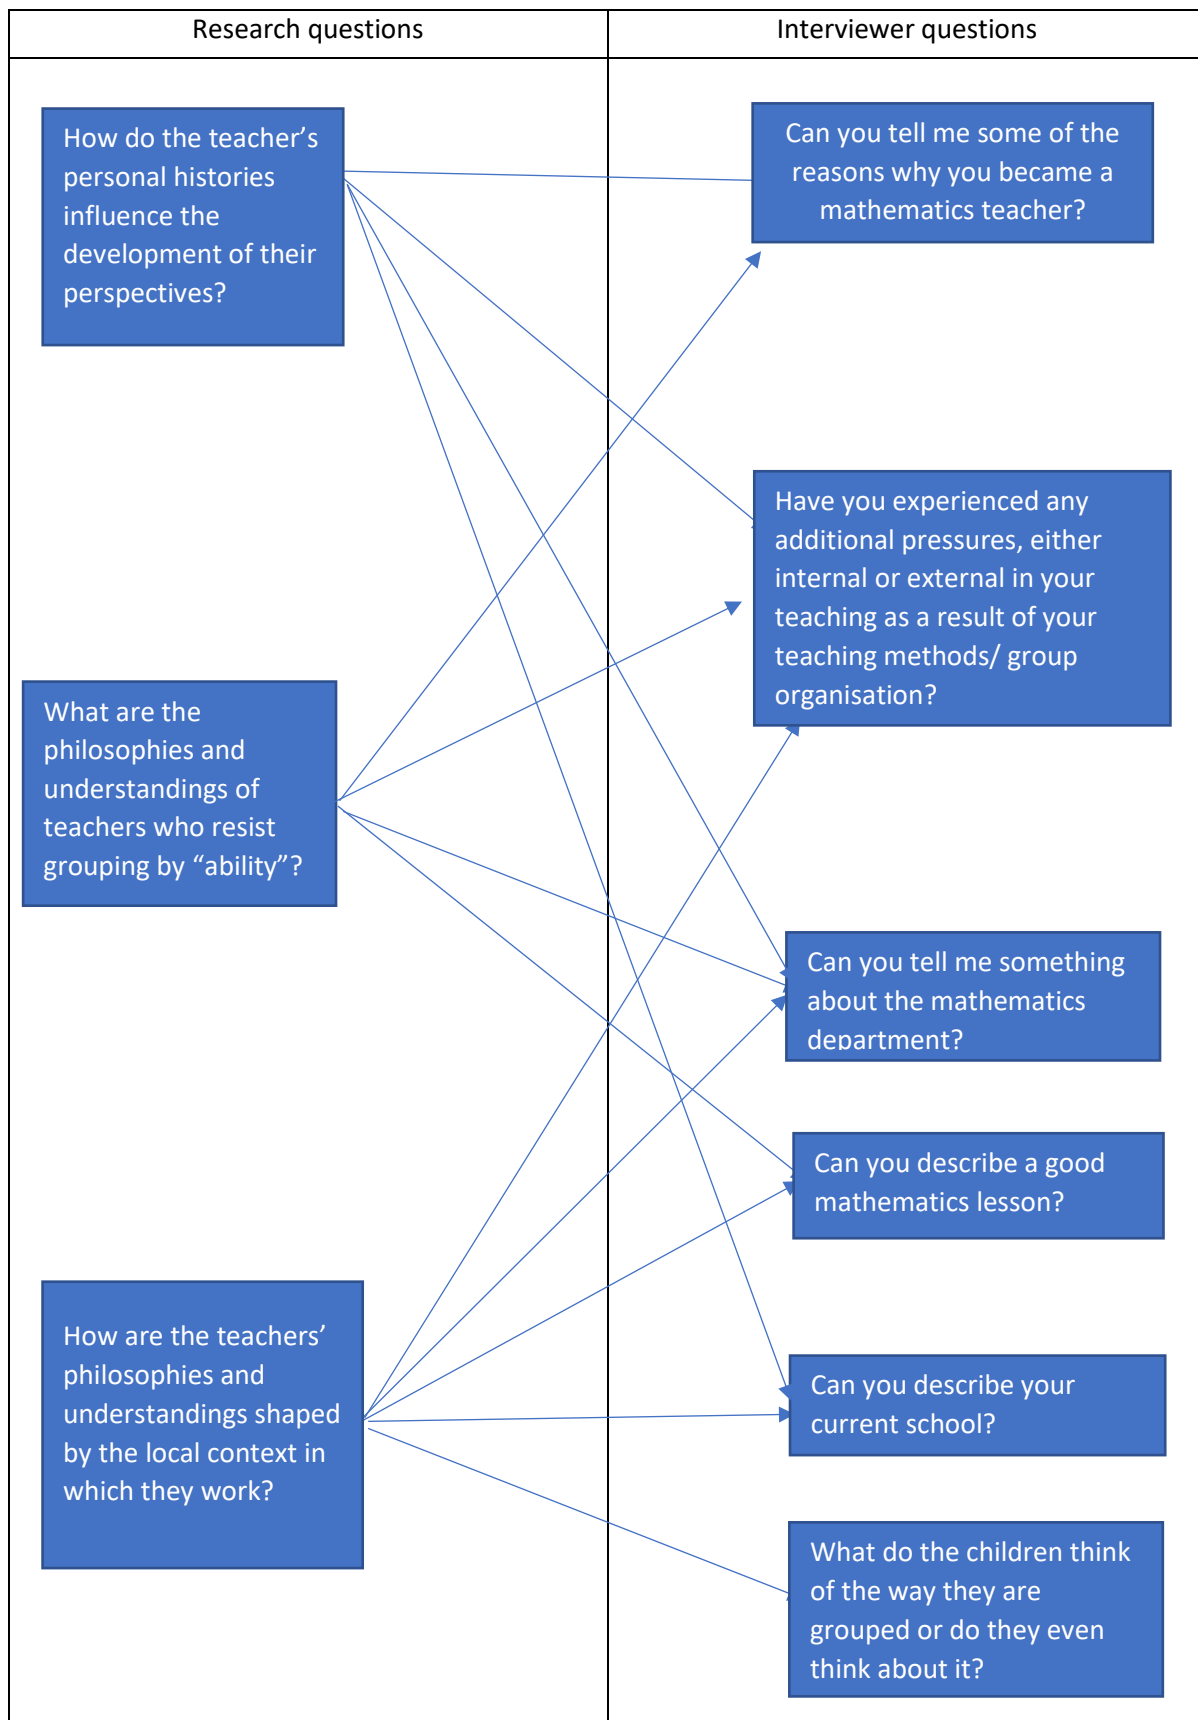 Research questions
Interviewer questions
How do the teacher’s
personal histories
influence the
development of their
perspectives?
Can you tell me some of the
reasons why you became a
mathematics teacher?
Have you experienced any
additional pressures, either
internal or external in your
teaching as a result of your
teaching methods/ group
organisation?
What are the
philosophies and
understandings of
teachers who resist
grouping by “ability”?
Can you tell me something
about the mathematics
department?
Can you describe a good
mathematics lesson?
How are the teachers’
philosophies and
understandings shaped
by the local context in
which they work?
Can you describe your
current school?
What do the children think
of the way they are
grouped or do they even
think about it?